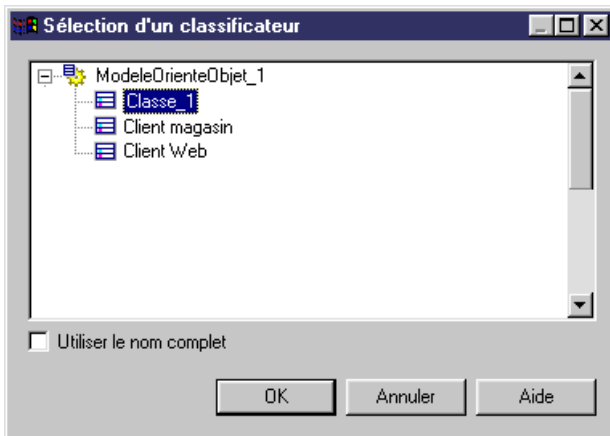 Sélection d'un classificateur
ModeleOrienteObjet_1
Classe_1
Client magasin
Client Web
Utiliser le nom complet
OK Annuler Aide